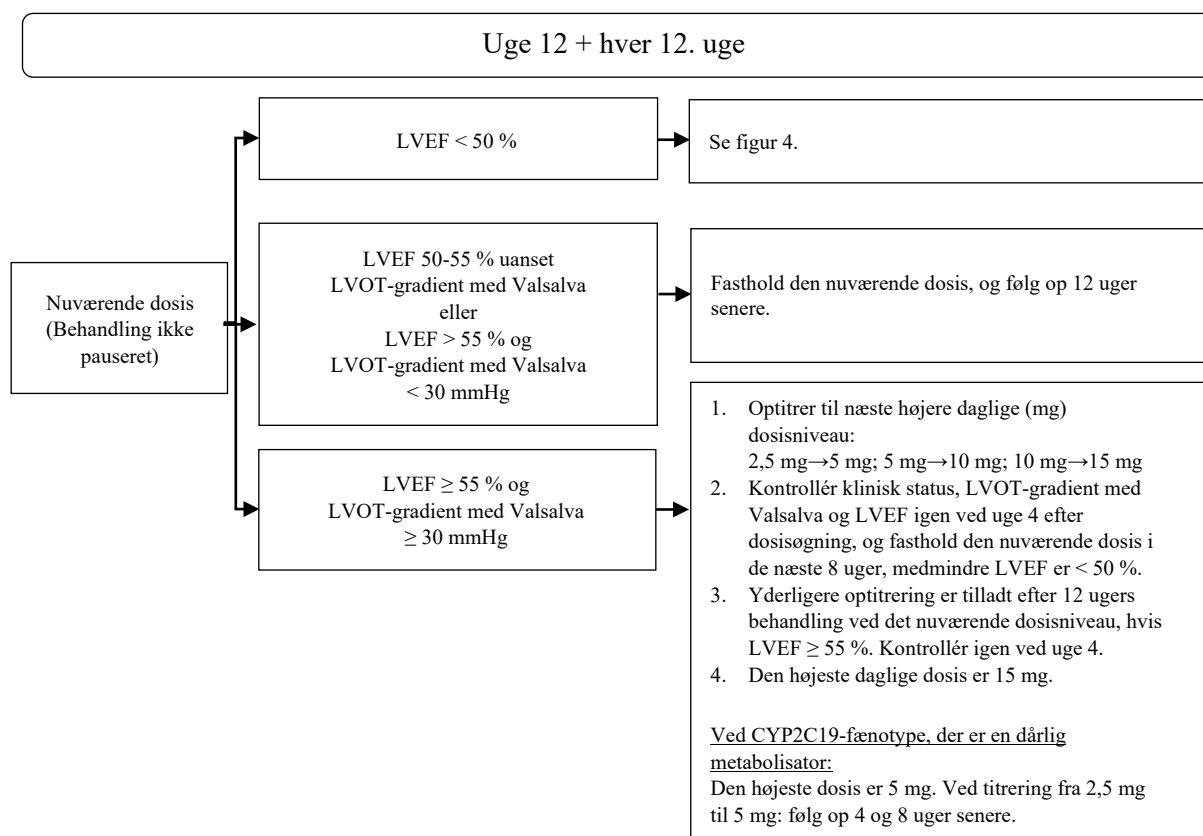 Uge 12 + hver 12. uge
LVEF < 50 %
Se figur 4.
Nuværende dosis
(Behandling ikke
pauseret)
LVEF 50-55 % uanset
LVOT-gradient med Valsalva
eller
LVEF > 55 % og
LVOT-gradient med Valsalva
< 30 mmHg
Fasthold den nuværende dosis, og følg op 12 uger
senere.
LVEF ≥ 55 % og
LVOT-gradient med Valsalva
≥ 30 mmHg
1. Optitrer til næste højere daglige (mg)
dosisniveau:
2,5 mg→5 mg; 5 mg→10 mg; 10 mg→15 mg
2. Kontrollér klinisk status, LVOT-gradient med
Valsalva og LVEF igen ved uge 4 efter
dosisøgning, og fasthold den nuværende dosis i
de næste 8 uger, medmindre LVEF er < 50 %.
3. Yderligere optitrering er tilladt efter 12 ugers
behandling ved det nuværende dosisniveau, hvis
LVEF ≥ 55 %. Kontrollér igen ved uge 4.
4. Den højeste daglige dosis er 15 mg.
Ved CYP2C19-fænotype, der er en dårlig
metabolisator:
Den højeste dosis er 5 mg. Ved titrering fra 2,5 mg
til 5 mg: følg op 4 og 8 uger senere.